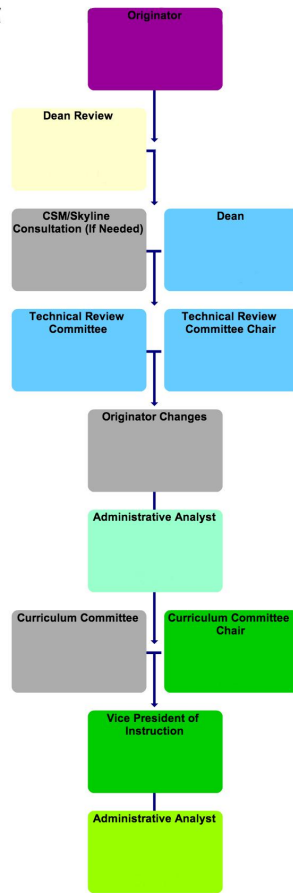 Originator
Dean Review
CSM/Skyline
Consultation (If Needed)
Dean
Technical Review
Committee
Technical Review
Committee Chair
Originator Changes
Administrative Analyst
Curriculum Committee
Curriculum Committee
Chair
Vice President of
Instruction
Administrative Analyst